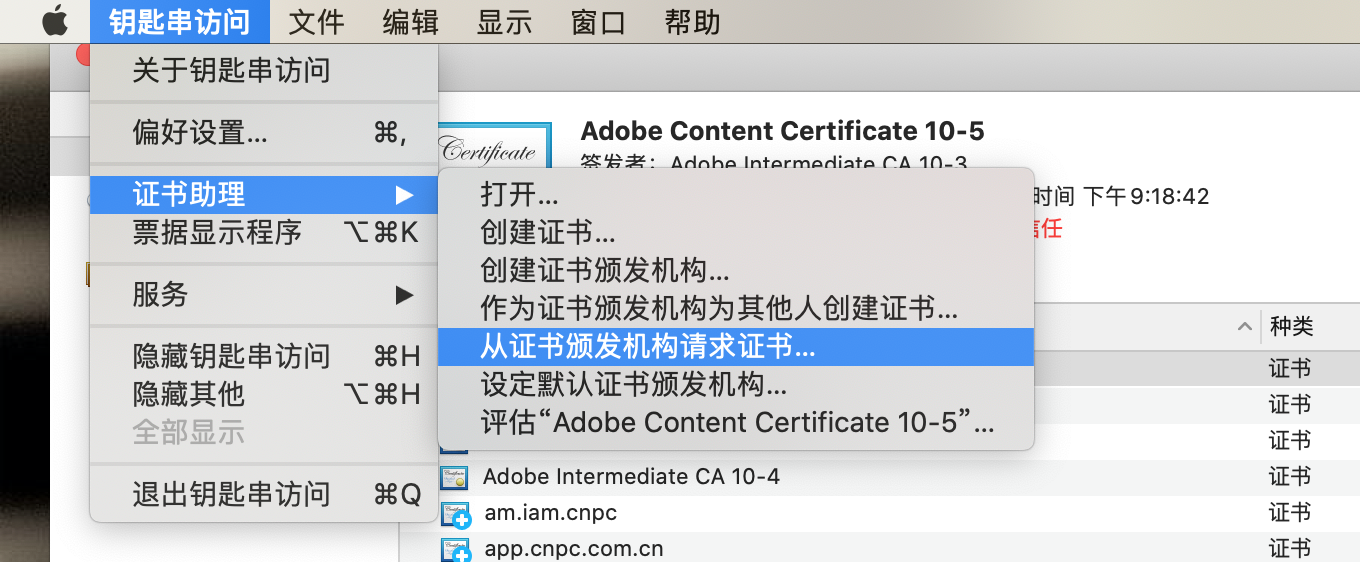 钥匙串访问 文件 编辑 显示 窗口 帮助
关于钥匙串访问
偏好设置... ⌘,
证书助理 ▶
票据显示程序 ⌥⌘K
服务 ▶
隐藏钥匙串访问 ⌘H
隐藏其他 ⌥⌘H
全部显示
退出钥匙串访问 ⌘Q
Certificate
Adobe Content Certificate 10-5
签发者：Adobe Intermediate CA 10-3
时间 下午9:18:42
信任
打开...
创建证书...
创建证书颁发机构...
作为证书颁发机构为其他人创建证书...
从证书颁发机构请求证书...
设定默认证书颁发机构...
评估“Adobe Content Certificate 10-5”...
种类
证书
证书
证书
Adobe Intermediate CA 10-4 证书
am.iam.cnpc 证书
app.cnpc.com.cn 证书